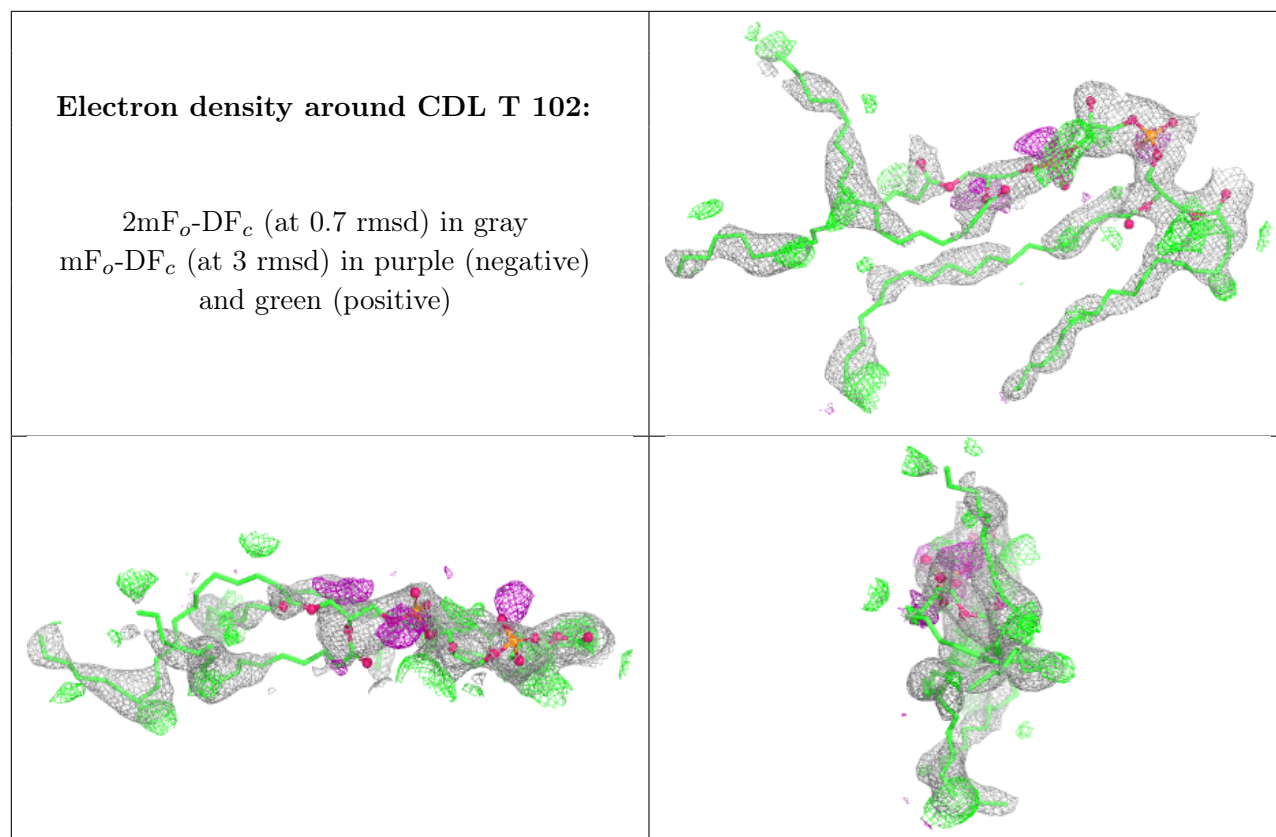 Electron density around CDL T 102:
2mFₒ-DF𝒸 (at 0.7 rmsd) in gray
mFₒ-DF𝒸 (at 3 rmsd) in purple (negative)
and green (positive)